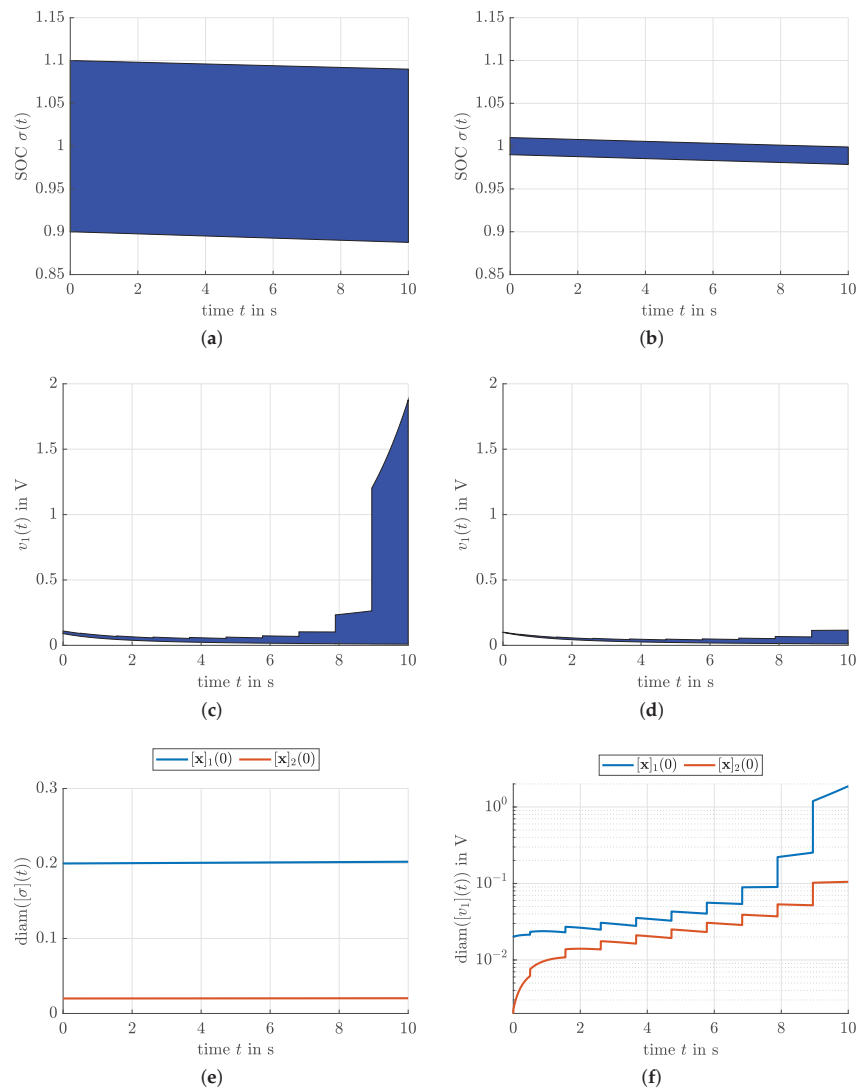 1.15
1.1
1.05
1
0.95
0.9
0.85
SOC σ(t)
0 2 4 6 8 10
time t in s
(a)
1.15
1.1
1.05
1
0.95
0.9
0.85
SOC σ(t)
0 2 4 6 8 10
time t in s
(b)
2
1.5
1
0.5
0
v₁(t) in V
0 2 4 6 8 10
time t in s
(c)
2
1.5
1
0.5
0
v₁(t) in V
0 2 4 6 8 10
time t in s
(d)
[x]₁(0) [x]₂(0)
0.3
0.2
0.1
0
diam([σ](t))
0 2 4 6 8 10
time t in s
(e)
[x]₁(0) [x]₂(0)
10⁰
10⁻¹
10⁻²
diam([v₁](t)) in V
0 2 4 6 8 10
time t in s
(f)